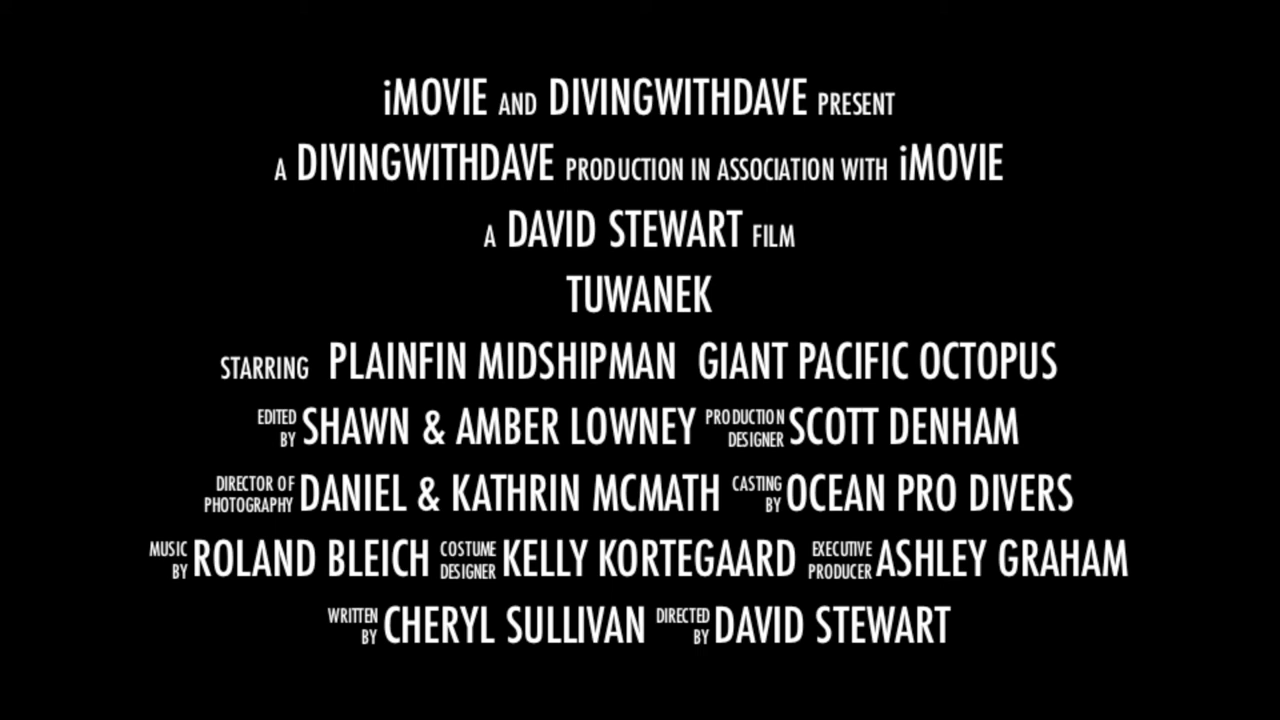 iMOVIE AND DIVINGWITHDAVE PRESENT
A DIVINGWITHDAVE PRODUCTION IN ASSOCIATION WITH iMOVIE
A DAVID STEWART FILM
TUWANEK
STARRING PLAINFIN MIDSHIPMAN GIANT PACIFIC OCTOPUS
EDITED BY SHAWN & AMBER LOWNEY PRODUCTION DESIGNER SCOTT DENHAM
DIRECTOR OF PHOTOGRAPHY DANIEL & KATHRIN MCMATH CASTING BY OCEAN PRO DIVERS
MUSIC BY ROLAND BLEICH COSTUME DESIGNER KELLY KORTEGAARD EXECUTIVE PRODUCER ASHLEY GRAHAM
WRITTEN BY CHERYL SULLIVAN DIRECTED BY DAVID STEWART